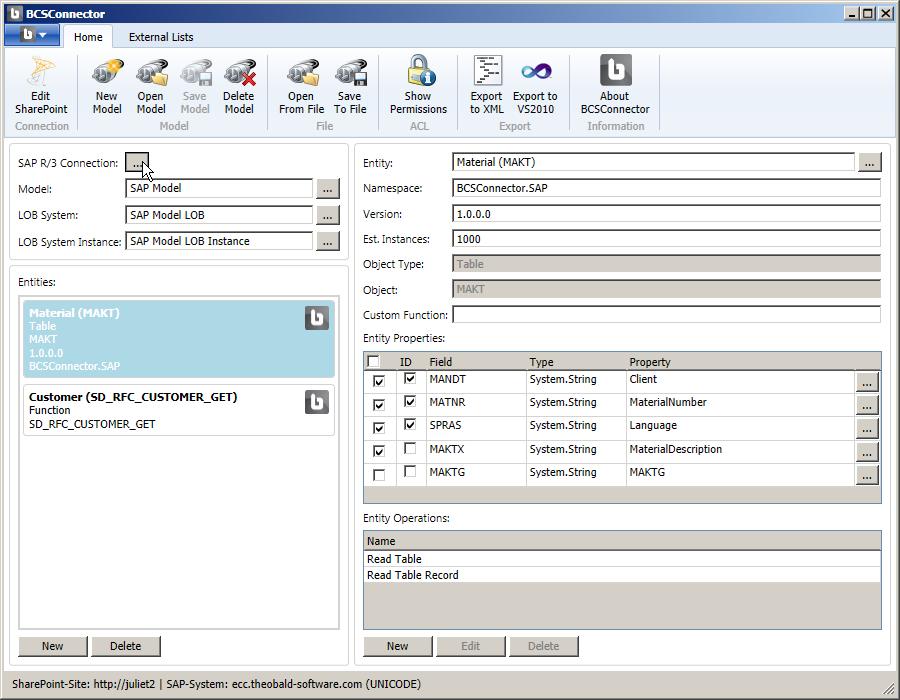 BCSConnector
Home
External Lists
Edit SharePoint
New Model
Open Model
Save Model
Delete Model
Open From File
Save To File
Show Permissions
Export to XML
Export to VS2010
About BCSConnector
Connection
Model
File
ACL
Export
Information
SAP R/3 Connection:
...
Model:
SAP Model
...
LOB System:
SAP Model LOB
...
LOB System Instance:
SAP Model LOB Instance
...
Entities:
Material (MAKT)
Table
MAKT
1.0.0.0
BCSConnector.SAP
Customer (SD_RFC_CUSTOMER_GET)
Function
SD_RFC_CUSTOMER_GET
New
Delete
Entity:
Material (MAKT)
...
Namespace:
BCSConnector.SAP
Version:
1.0.0.0
Est. Instances:
1000
Object Type:
Table
Object:
MAKT
Custom Function:
Entity Properties:
ID Field Type Property
MANDT System.String Client ...
MATNR System.String MaterialNumber ...
SPRAS System.String Language ...
MAKTX System.String MaterialDescription ...
MAKTG System.String MAKTG ...
Entity Operations:
Name
Read Table
Read Table Record
New
Edit
Delete
SharePoint-Site: http://juliet2 | SAP-System: ecc.theobald-software.com (UNICODE)